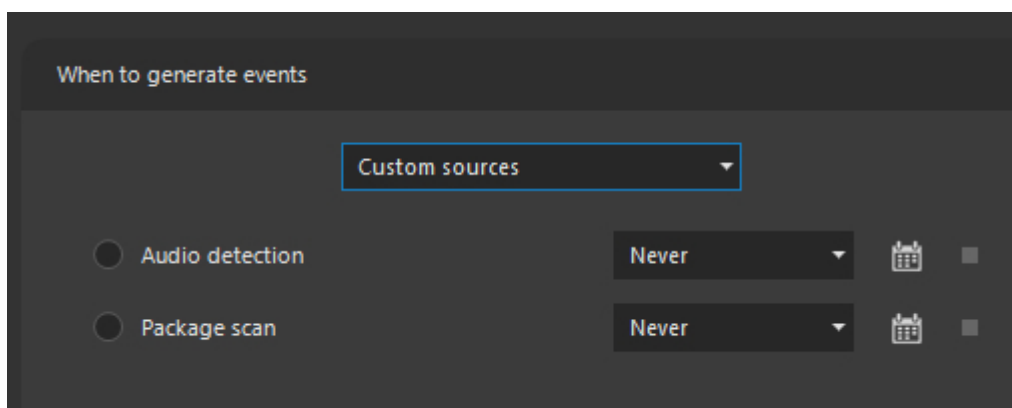 When to generate events
Custom sources
Audio detection Never
Package scan Never